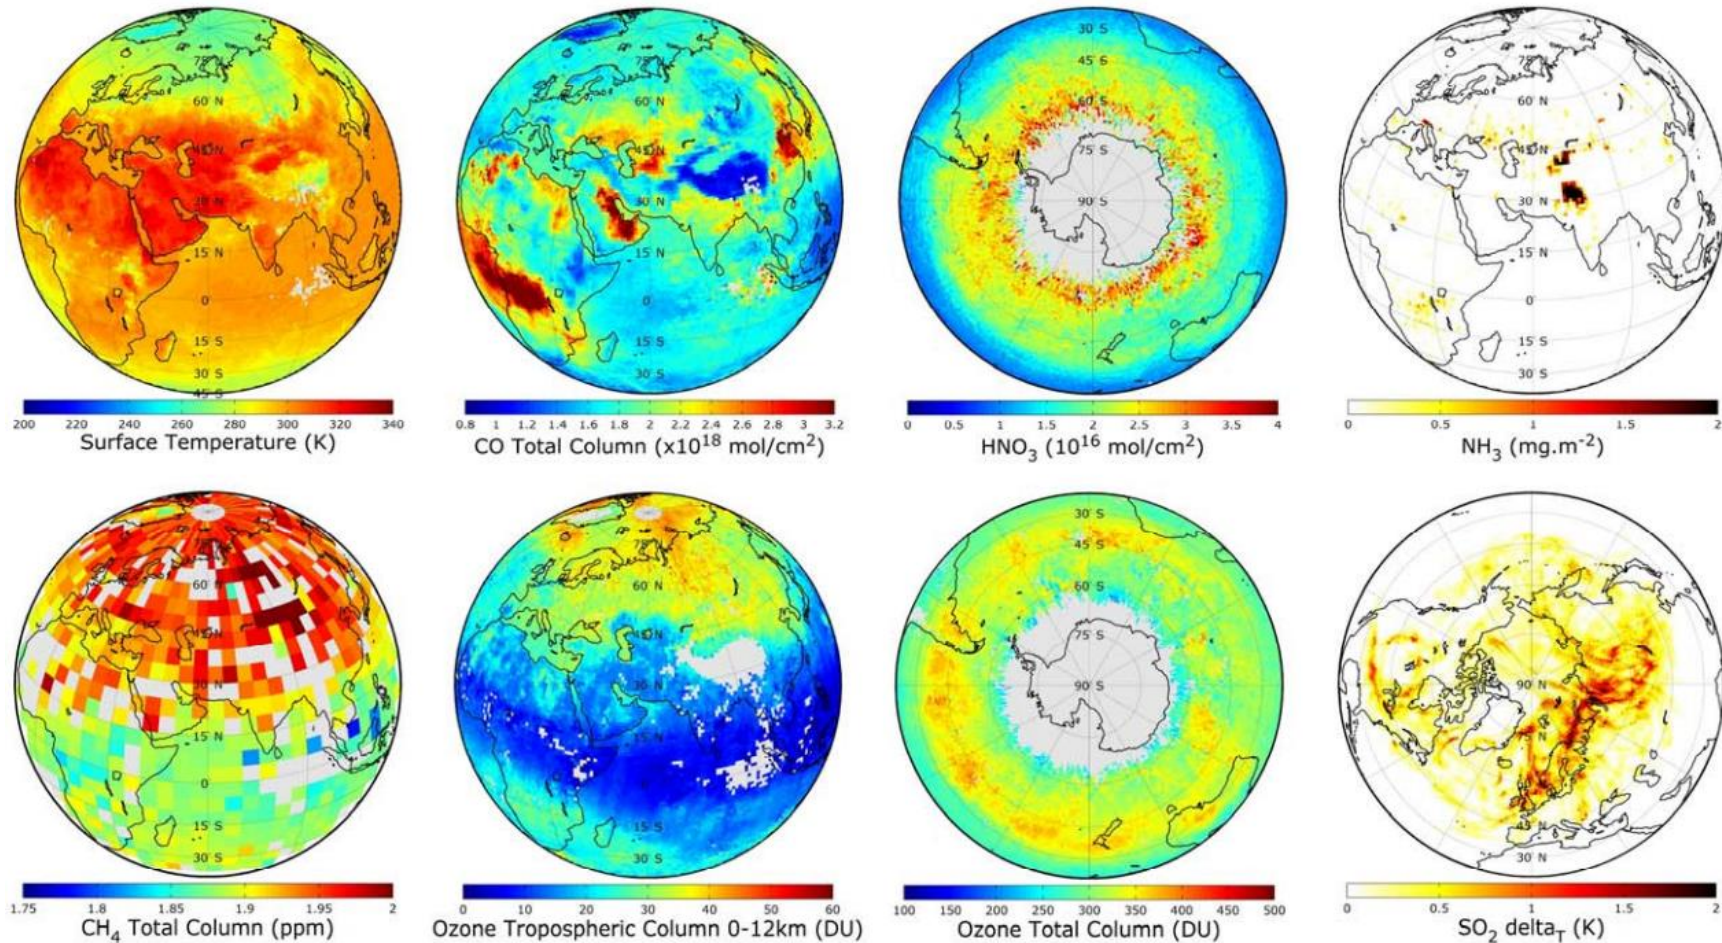 75 N
60 N
45 N
30 N
15 N
0
15 S
30 S
45 S
200 220 240 260 280 300 320 340
Surface Temperature (K)
75 N
60 N
45 N
30 N
15 N
0
15 S
30 S
0.8 1 1.2 1.4 1.6 1.8 2 2.2 2.4 2.6 2.8 3 3.2
CO Total Column (x10¹⁸ mol/cm²)
30 S
45 S
60 S
75 S
90 S
0 0.5 1 1.5 2 2.5 3 3.5 4
HNO₃ (10¹⁶ mol/cm²)
75 N
60 N
45 N
30 N
15 N
0
15 S
30 S
0 0.5 1 1.5 2
NH₃ (mg.m⁻²)
75 N
60 N
45 N
30 N
15 N
0
15 S
30 S
1.75 1.8 1.85 1.9 1.95 2
CH₄ Total Column (ppm)
75 N
60 N
45 N
30 N
15 N
0
15 S
30 S
0 10 20 30 40 50 60
Ozone Tropospheric Column 0-12km (DU)
30 S
45 S
60 S
75 S
90 S
100 150 200 250 300 350 400 450 500
Ozone Total Column (DU)
90 N
45 N
30 N
0 0.5 1 1.5 2
SO₂ delta_T (K)